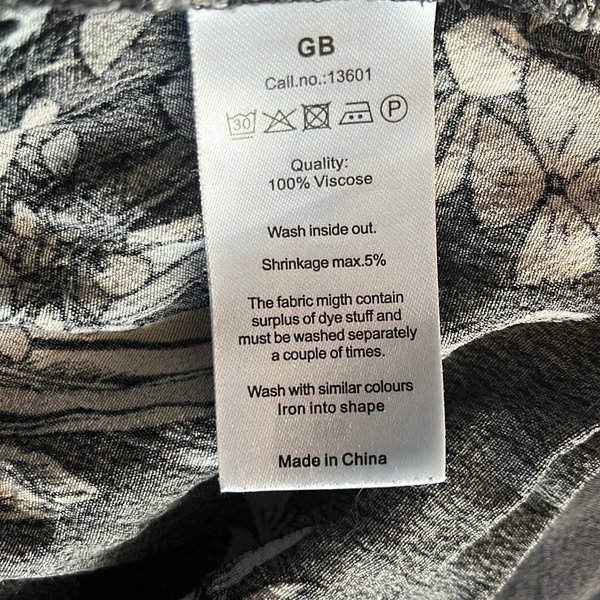 GB
Call.no.:13601
30 P
Quality:
100% Viscose
Wash inside out.
Shrinkage max.5%
The fabric migth contain
surplus of dye stuff and
must be washed separately
a couple of times.
Wash with similar colours
Iron into shape
Made in China